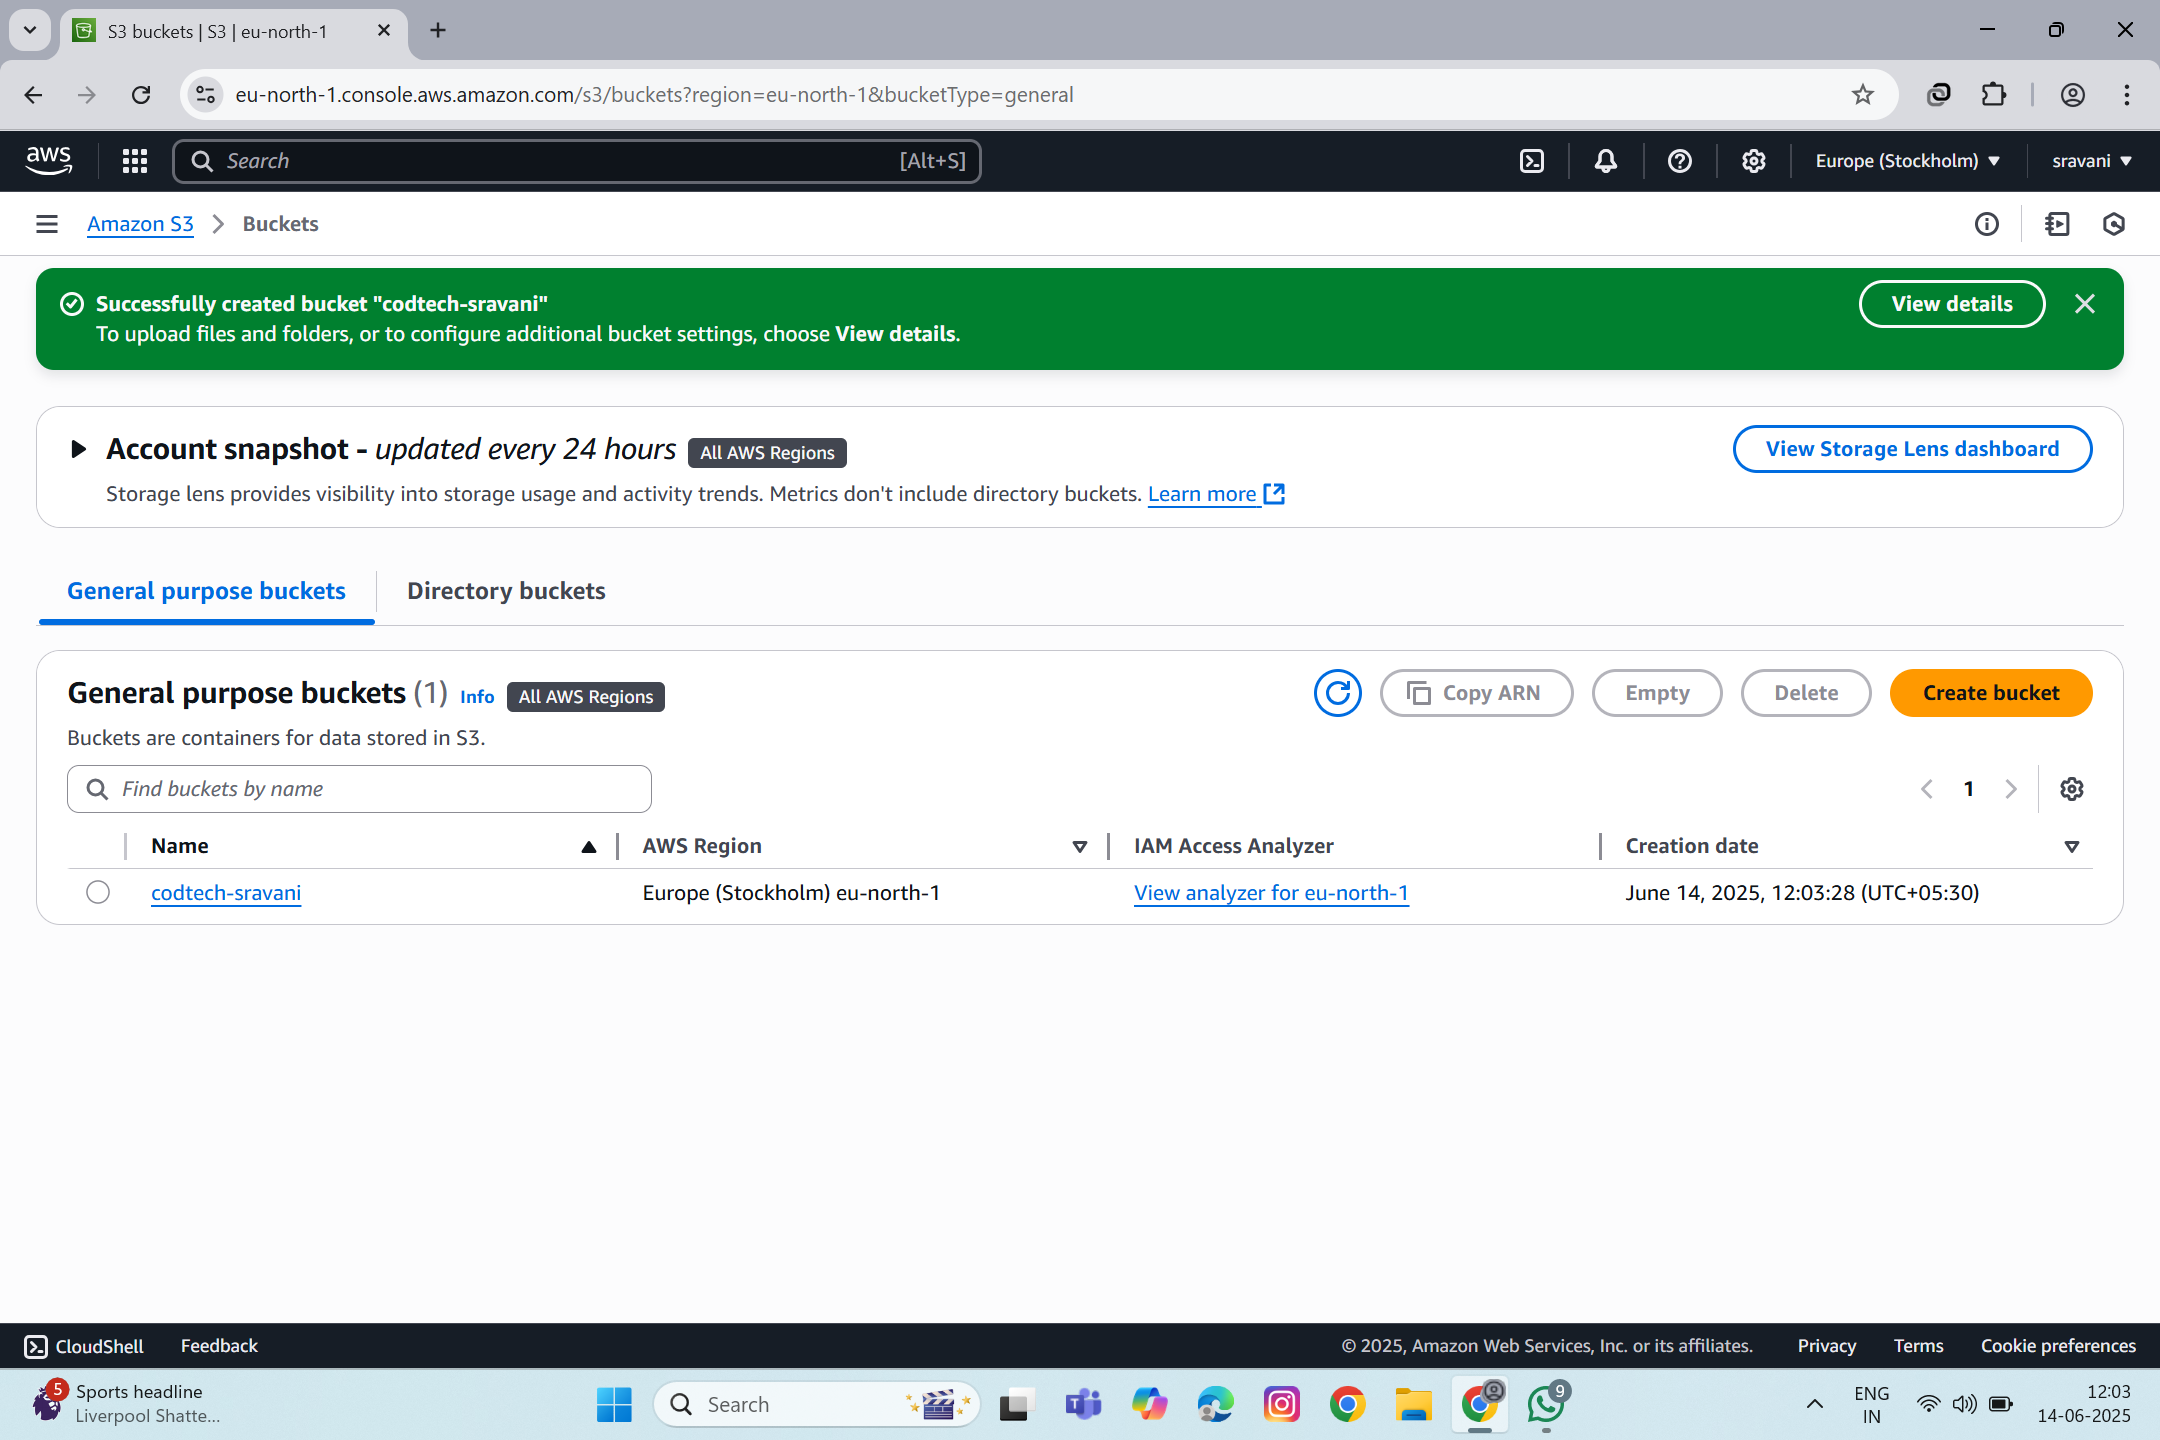 S3 buckets | S3 | eu-north-1
eu-north-1.console.aws.amazon.com/s3/buckets?region=eu-north-1&bucketType=general
aws
Search
[Alt+S]
Europe (Stockholm)
sravani
Amazon S3
Buckets
Successfully created bucket "codtech-sravani"
To upload files and folders, or to configure additional bucket settings, choose View details.
View details
Account snapshot - updated every 24 hours
All AWS Regions
View Storage Lens dashboard
Storage lens provides visibility into storage usage and activity trends. Metrics don't include directory buckets. Learn more
General purpose buckets
Directory buckets
General purpose buckets (1)
Info
All AWS Regions
Copy ARN
Empty
Delete
Create bucket
Buckets are containers for data stored in S3.
Find buckets by name
1
Name
AWS Region
IAM Access Analyzer
Creation date
codtech-sravani
Europe (Stockholm) eu-north-1
View analyzer for eu-north-1
June 14, 2025, 12:03:28 (UTC+05:30)
CloudShell
Feedback
© 2025, Amazon Web Services, Inc. or its affiliates.
Privacy
Terms
Cookie preferences
5
Sports headline
Liverpool Shatte...
Search
T
9
ENG
IN
12:03
14-06-2025